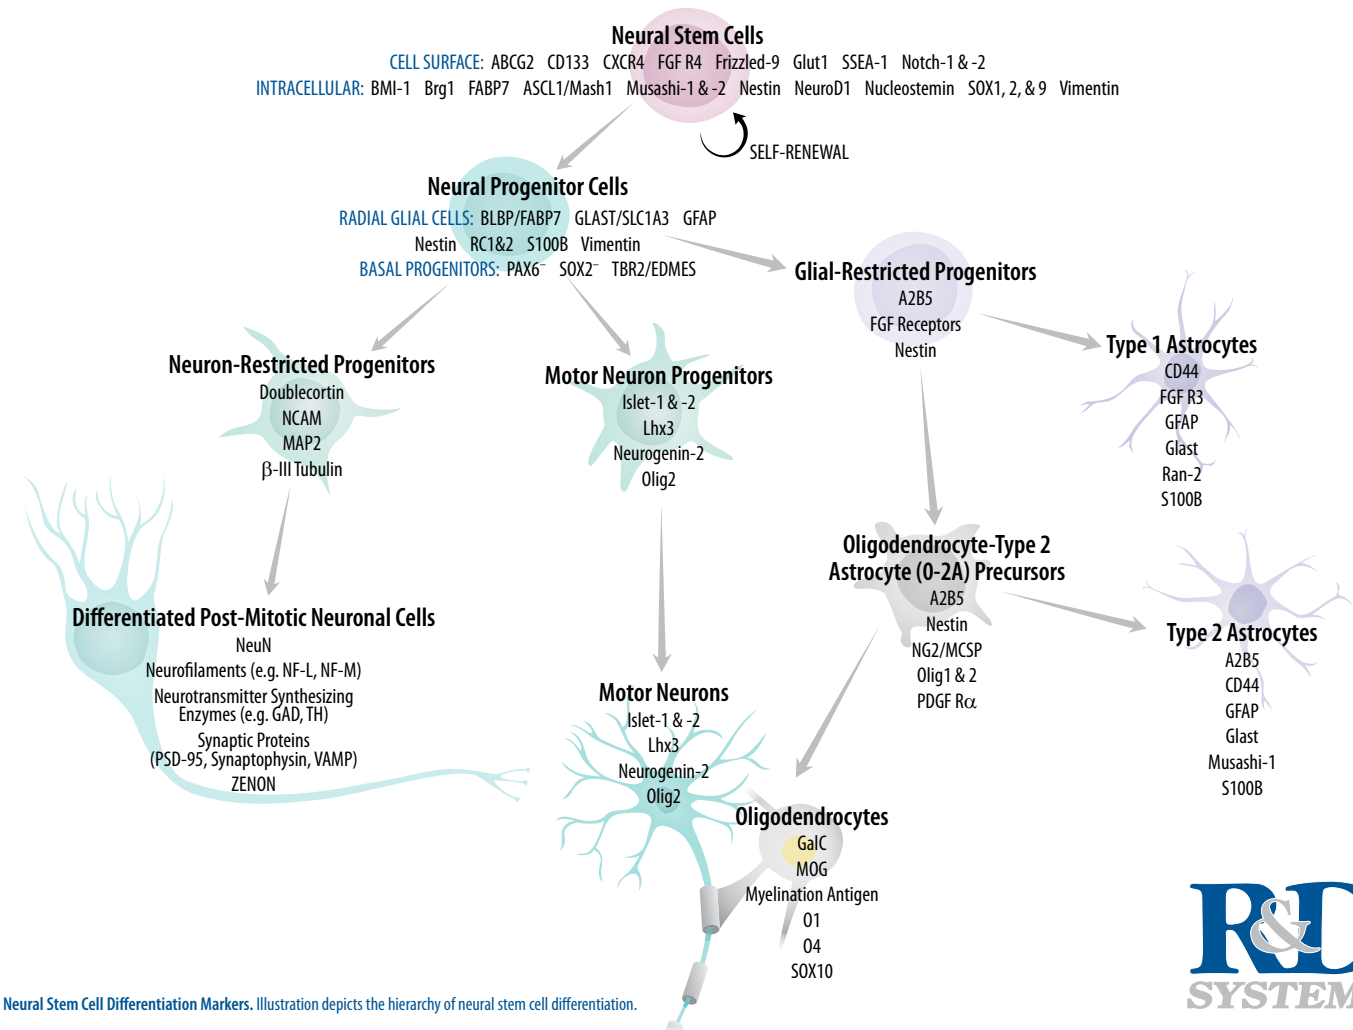 Neural Stem Cells
CELL SURFACE: ABCG2 CD133 CXCR4 FGF R4 Frizzled-9 Glut1 SSEA-1 Notch-1 & -2
INTRACELLULAR: BMI-1 Brg1 FABP7 ASCL1/Mash1 Musashi-1 & -2 Nestin NeuroD1 Nucleostemin SOX1, 2, & 9 Vimentin
SELF-RENEWAL
Neural Progenitor Cells
RADIAL GLIAL CELLS: BLBP/FABP7 GLAST/SLC1A3 GFAP
Nestin RC1&2 S100B Vimentin
BASAL PROGENITORS: PAX6⁻ SOX2⁻ TBR2/EDMES
Glial-Restricted Progenitors
A2B5
FGF Receptors
Nestin
Type 1 Astrocytes
CD44
FGF R3
GFAP
Glast
Ran-2
S100B
Neuron-Restricted Progenitors
Doublecortin
NCAM
MAP2
β-III Tubulin
Motor Neuron Progenitors
Islet-1 & -2
Lhx3
Neurogenin-2
Olig2
Oligodendrocyte-Type 2
Astrocyte (0-2A) Precursors
A2B5
Nestin
NG2/MCSP
Olig1 & 2
PDGF Rα
Type 2 Astrocytes
A2B5
CD44
GFAP
Glast
Musashi-1
S100B
Differentiated Post-Mitotic Neuronal Cells
NeuN
Neurofilaments (e.g. NF-L, NF-M)
Neurotransmitter Synthesizing
Enzymes (e.g. GAD, TH)
Synaptic Proteins
(PSD-95, Synaptophysin, VAMP)
ZENON
Motor Neurons
Islet-1 & -2
Lhx3
Neurogenin-2
Olig2
Oligodendrocytes
GalC
MOG
Myelination Antigen
O1
O4
SOX10
R&D
SYSTEM
Neural Stem Cell Differentiation Markers. Illustration depicts the hierarchy of neural stem cell differentiation.